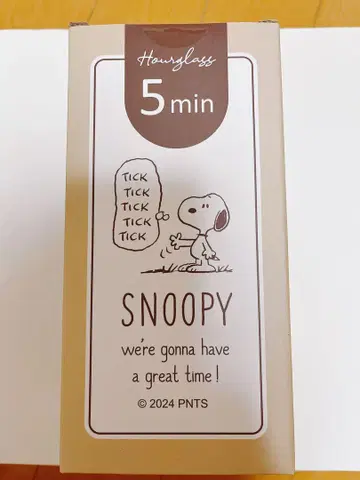 Hourglass
5 min
TICK
TICK
TICK
TICK
TICK
SNOOPY
we're gonna have
a great time!
© 2024 PNTS